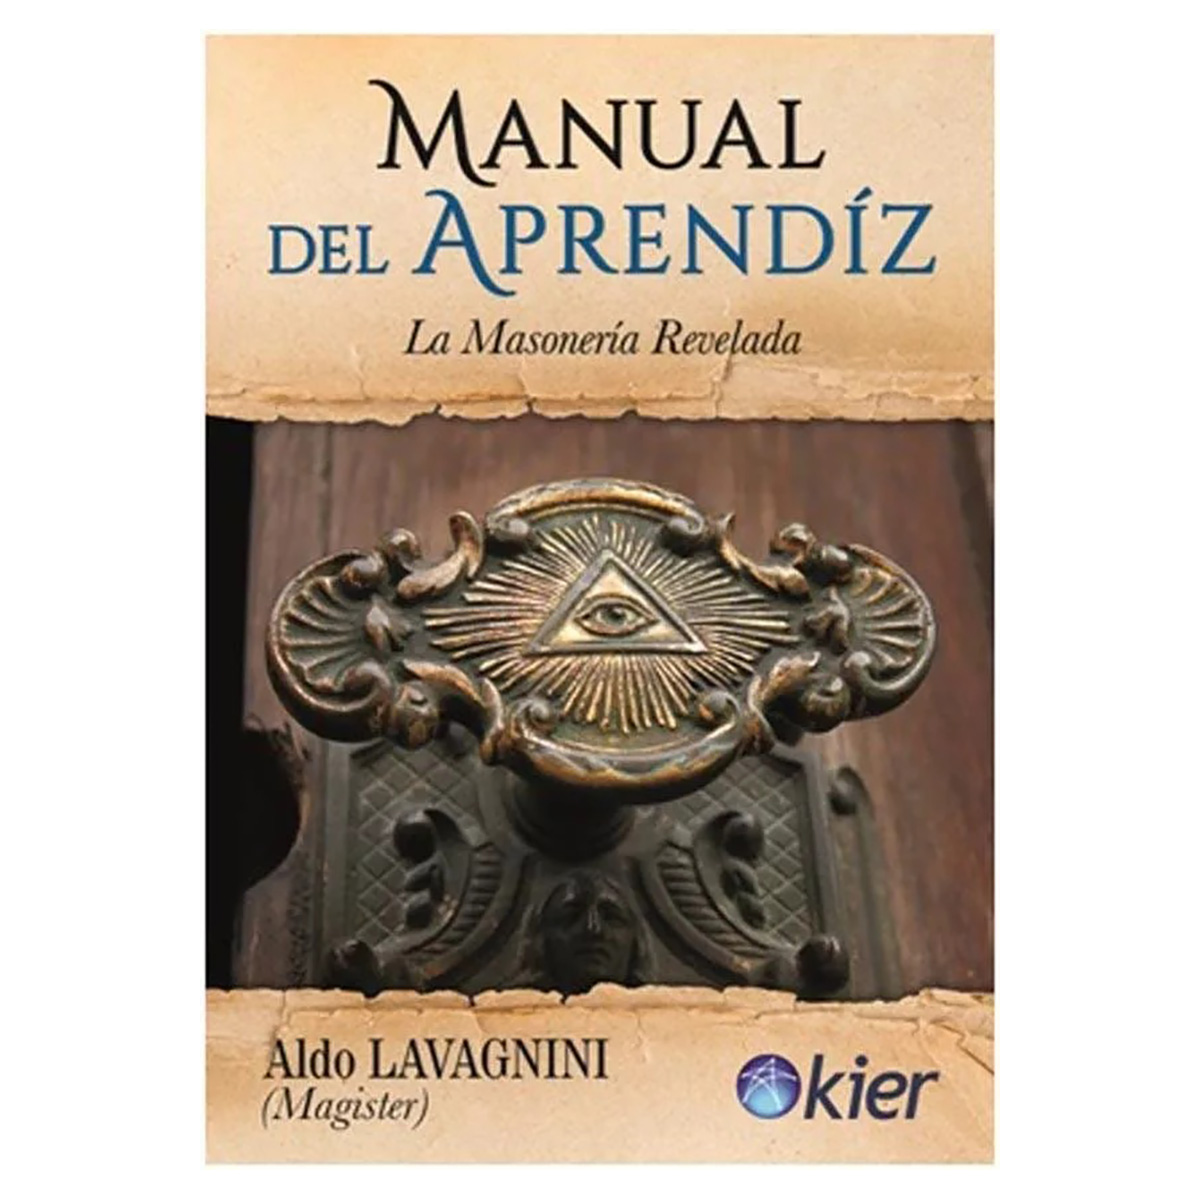 MANUAL
DEL APRENDÍZ
La Masonería Revelada
Aldo LAVAGNINI
(Magister)
kier